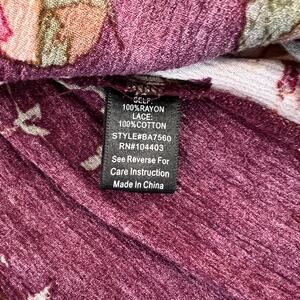 SELF:
100%RAYON
LACE:
100%COTTON
STYLE#BA7560
RN#104403
See Reverse For
Care Instruction
Made In China